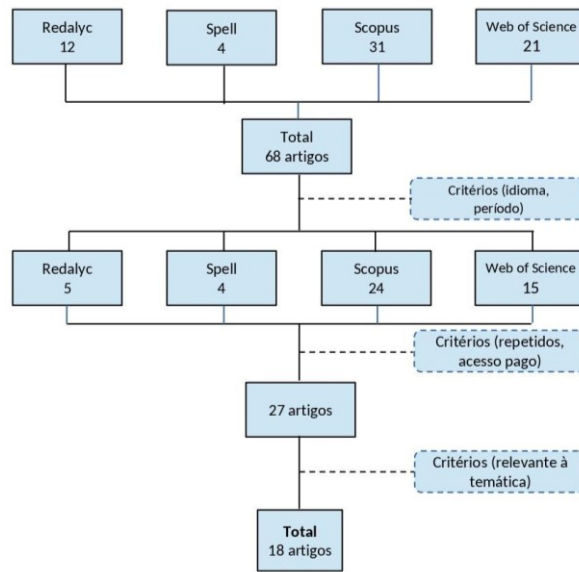 Redalyc
12
Spell
4
Scopus
31
Web of Science
21
Total
68 artigos
Critérios (idioma,
período)
Redalyc
5
Spell
4
Scopus
24
Web of Science
15
Critérios (repetidos,
acesso pago)
27 artigos
Critérios (relevante à
temática)
Total
18 artigos